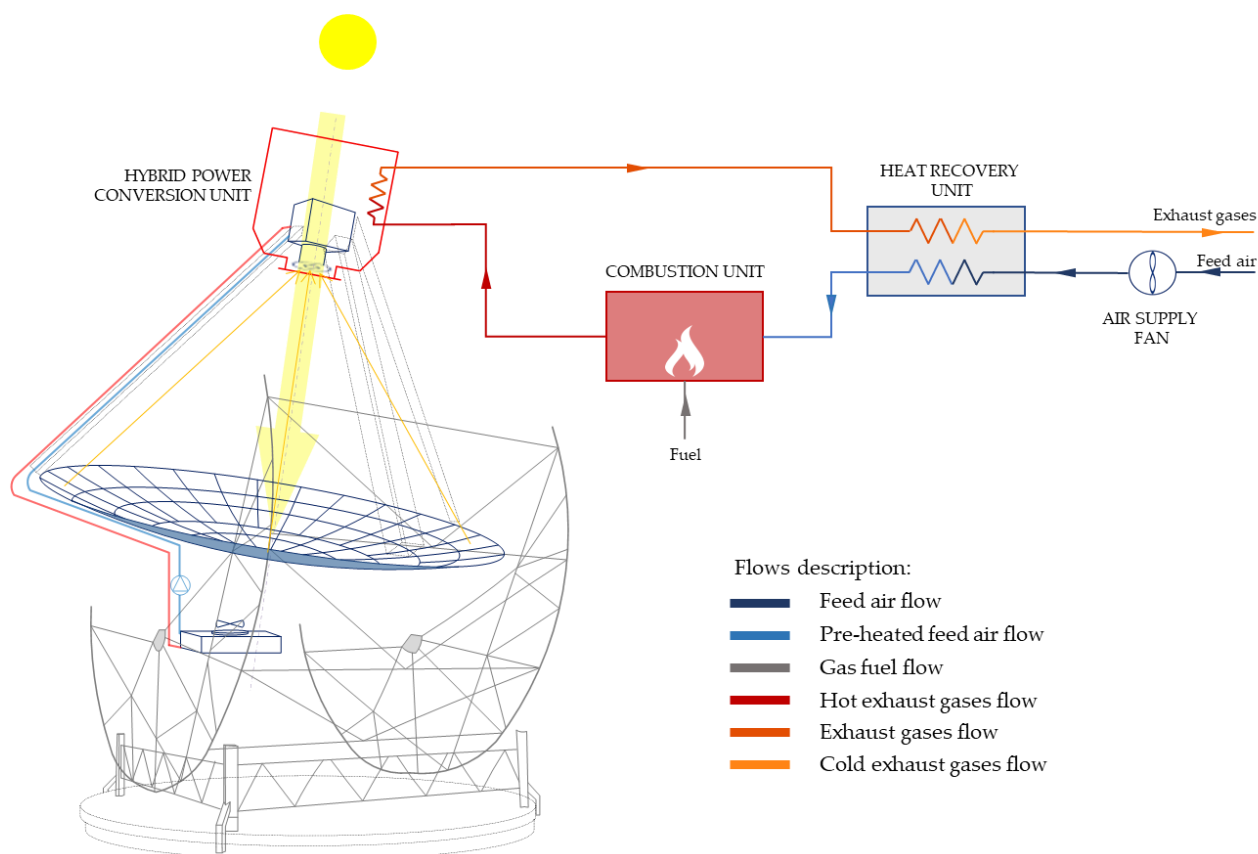 HYBRID POWER
CONVERSION UNIT
HEAT RECOVERY
UNIT
Exhaust gases
Feed air
COMBUSTION UNIT
AIR SUPPLY
FAN
Fuel
Flows description:
Feed air flow
Pre-heated feed air flow
Gas fuel flow
Hot exhaust gases flow
Exhaust gases flow
Cold exhaust gases flow